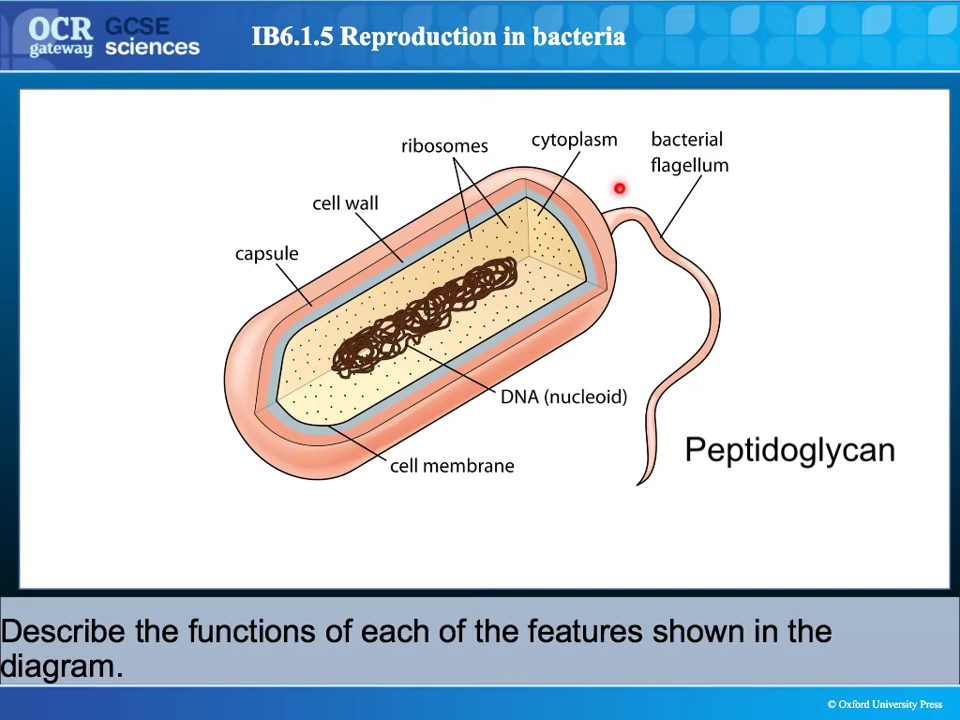 OCR
gateway
GCSE
sciences
IB6.1.5 Reproduction in bacteria
ribosomes
cytoplasm
bacterial
flagellum
cell wall
capsule
DNA (nucleoid)
Peptidoglycan
cell membrane
Describe the functions of each of the features shown in the
diagram.
© Oxford University Press